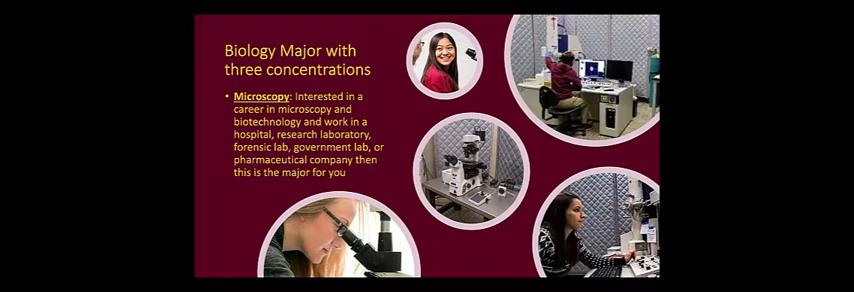 Biology Major with
three concentrations
• Microscopy: Interested in a
career in microscopy and
biotechnology and work in a
hospital, research laboratory,
forensic lab, government lab, or
pharmaceutical company then
this is the major for you